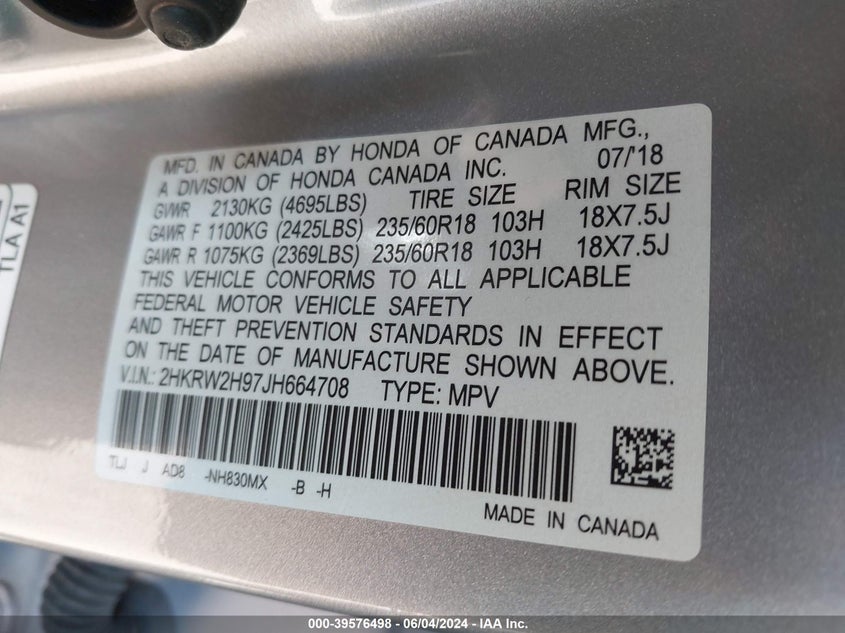 MFD. IN CANADA BY HONDA OF CANADA MFG.,
A DIVISION OF HONDA CANADA INC. 07/'18
GVWR 2130KG (4695LBS) TIRE SIZE RIM SIZE
GAWR F 1100KG (2425LBS) 235/60R18 103H 18X7.5J
GAWR R 1075KG (2369LBS) 235/60R18 103H 18X7.5J
THIS VEHICLE CONFORMS TO ALL APPLICABLE
FEDERAL MOTOR VEHICLE SAFETY
AND THEFT PREVENTION STANDARDS IN EFFECT
ON THE DATE OF MANUFACTURE SHOWN ABOVE.
V.I.N.: 2HKRW2H97JH664708 TYPE: MPV
TLJ J AD8 -NH830MX -B -H
MADE IN CANADA
TLA A1
000-39576498 - 06/04/2024 - IAA Inc.